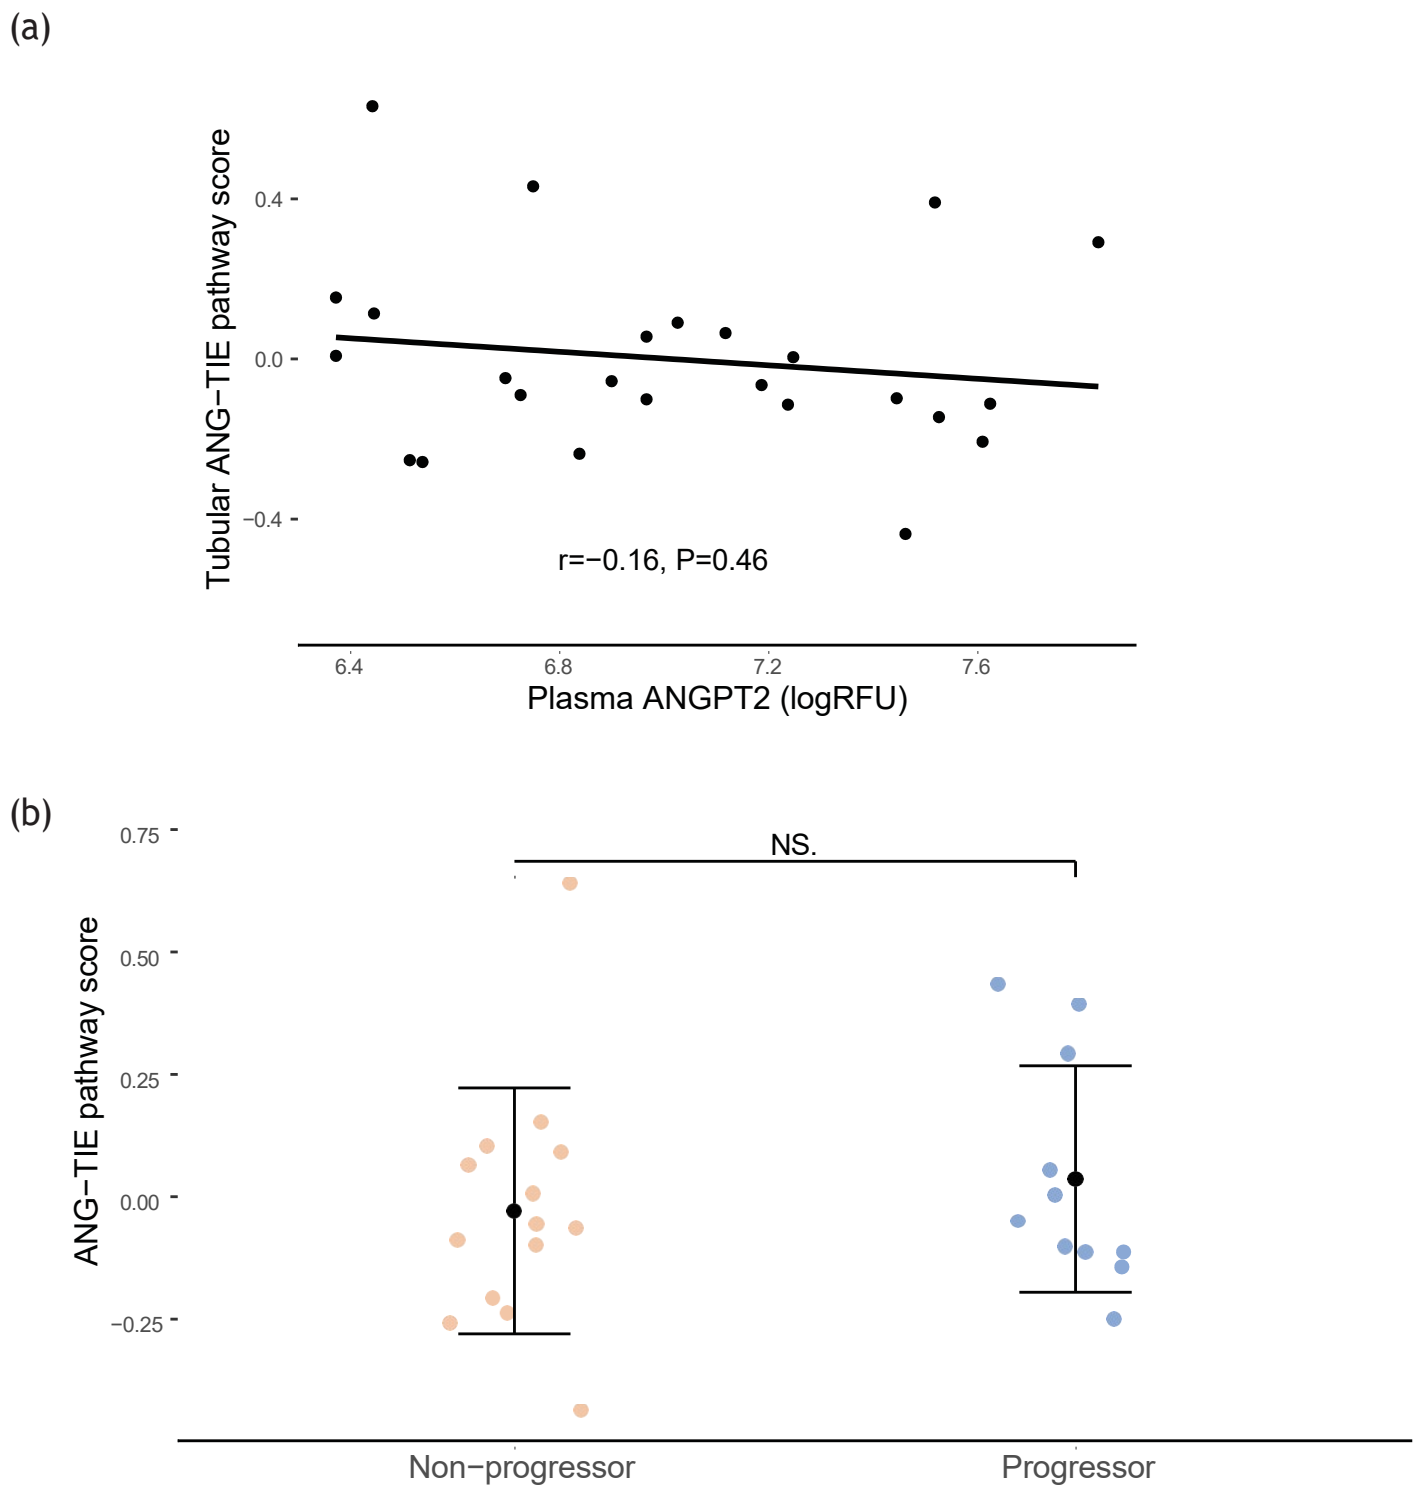 (a)
Tubular ANG−TIE pathway score
0.4
0.0
−0.4
r=−0.16, P=0.46
6.4 6.8 7.2 7.6
Plasma ANGPT2 (logRFU)
(b)
ANG−TIE pathway score
0.75
0.50
0.25
0.00
−0.25
NS.
Non−progressor Progressor